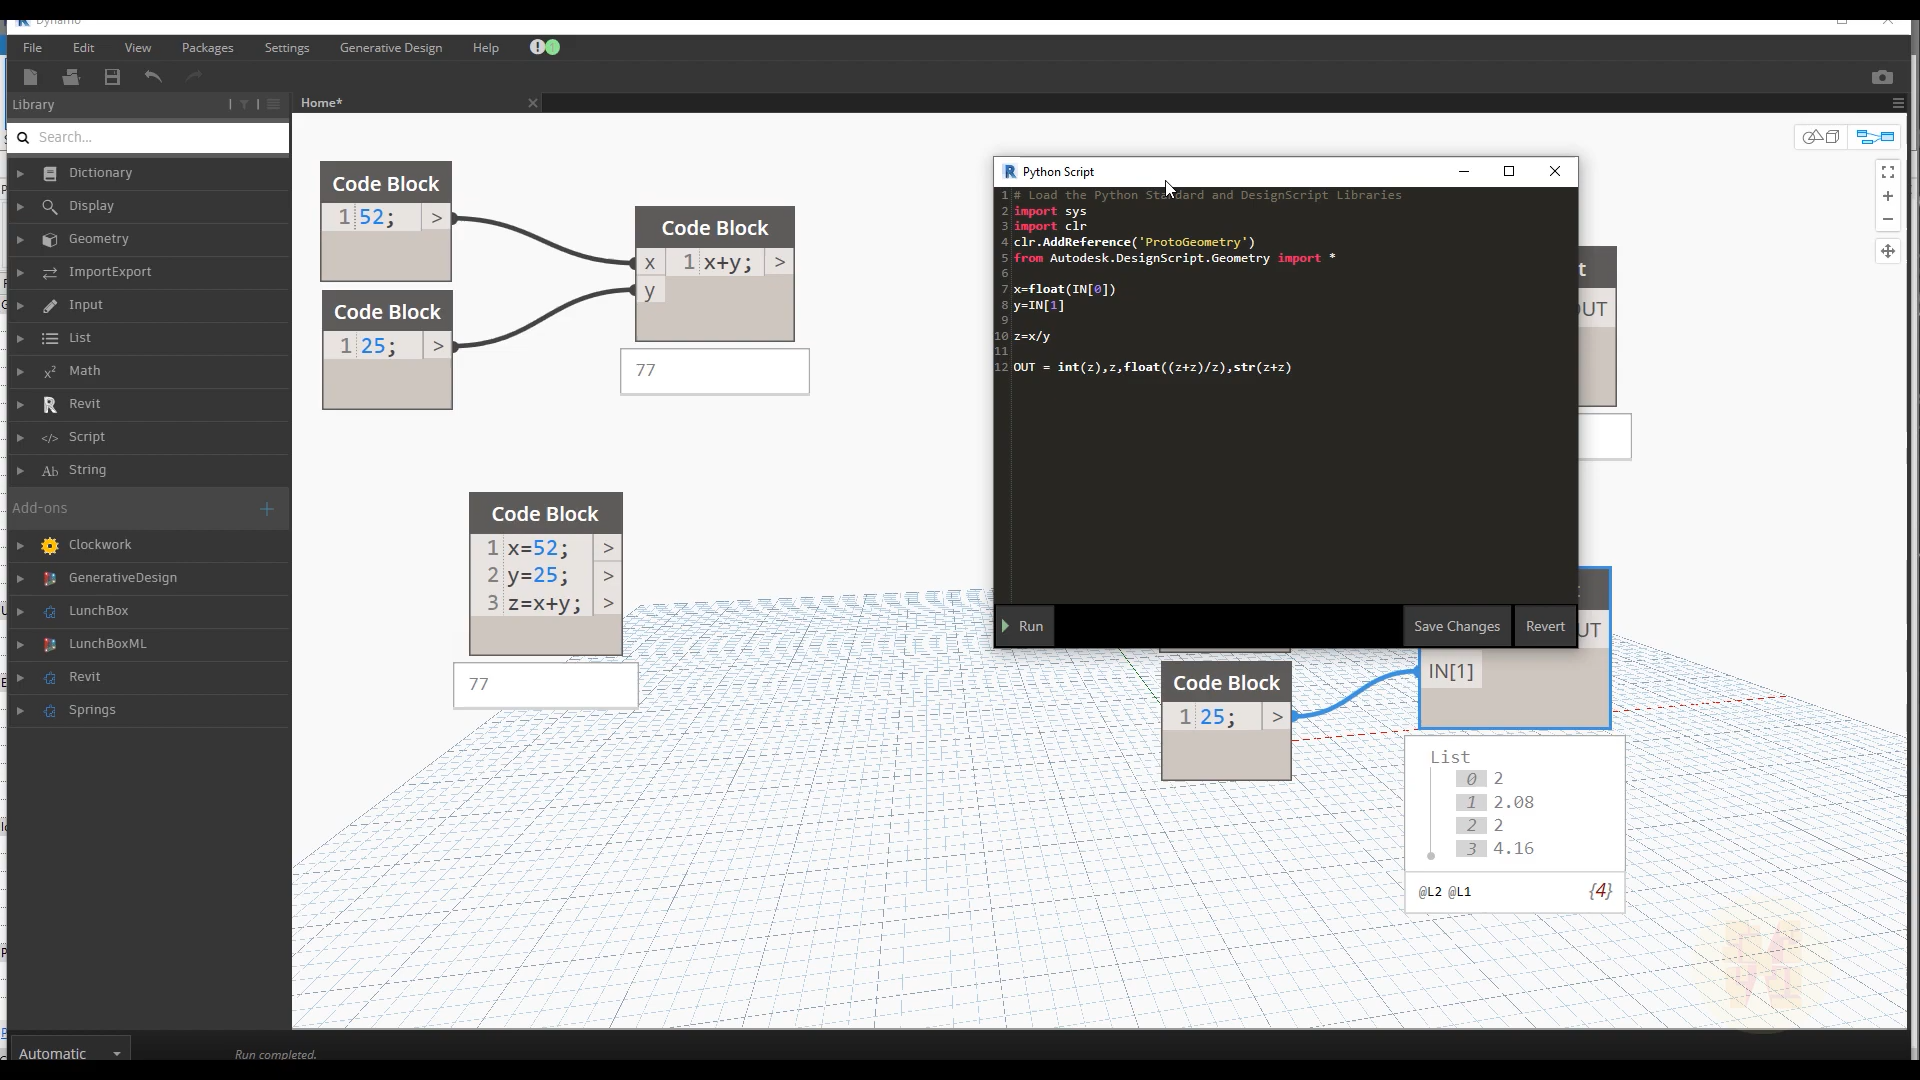 Dynamo
File Edit View Packages Settings Generative Design Help
Library
Home*
Search...
Dictionary
Display
Geometry
ImportExport
Input
List
Math
Revit
Script
String
Add-ons
Clockwork
GenerativeDesign
LunchBox
LunchBoxML
Revit
Springs
Code Block
1 52; >
Code Block
1 25; >
Code Block
x 1 x+y; >
y
77
Code Block
1 x=52; >
2 y=25; >
3 z=x+y; >
77
Python Script
1 # Load the Python Standard and DesignScript Libraries
2 import sys
3 import clr
4 clr.AddReference('ProtoGeometry')
5 from Autodesk.DesignScript.Geometry import *
6
7 x=float(IN[0])
8 y=IN[1]
9
10 z=x/y
11
12 OUT = int(z),z,float((z+z)/z),str(z+z)
Run Save Changes Revert
t
OUT
UT
IN[1]
Code Block
1 25; >
List
0 2
1 2.08
2 2
3 4.16
@L2 @L1 {4}
Automatic
Run completed.